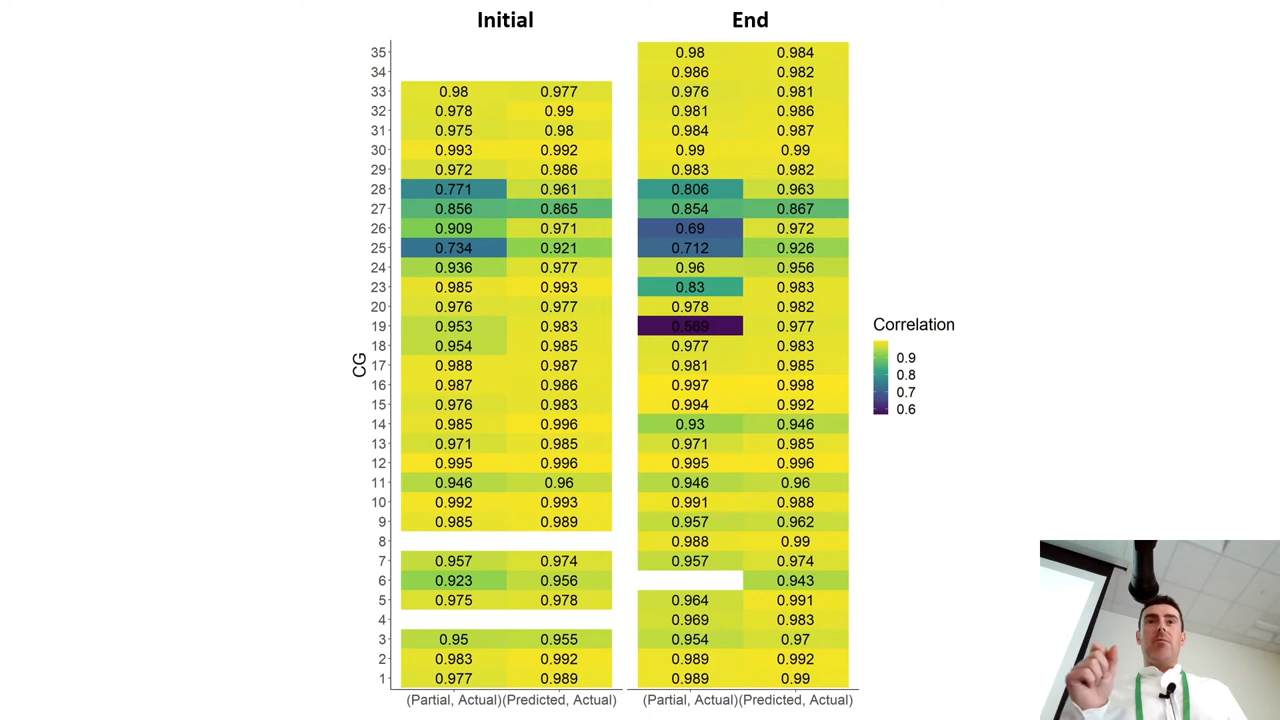 Initial End
35 0.98 0.984
34 0.986 0.982
33 0.98 0.977 0.976 0.981
32 0.978 0.99 0.981 0.986
31 0.975 0.98 0.984 0.987
30 0.993 0.992 0.99 0.99
29 0.972 0.986 0.983 0.982
28 0.771 0.961 0.806 0.963
27 0.856 0.865 0.854 0.867
26 0.909 0.971 0.69 0.972
25 0.734 0.921 0.712 0.926
24 0.936 0.977 0.96 0.956
23 0.985 0.993 0.83 0.983
20 0.976 0.977 0.978 0.982
19 0.953 0.983 0.569 0.977
18 0.954 0.985 0.977 0.983
17 0.988 0.987 0.981 0.985
16 0.987 0.986 0.997 0.998
15 0.976 0.983 0.994 0.992
14 0.985 0.996 0.93 0.946
13 0.971 0.985 0.971 0.985
12 0.995 0.996 0.995 0.996
11 0.946 0.96 0.946 0.96
10 0.992 0.993 0.991 0.988
9 0.985 0.989 0.957 0.962
8 0.988 0.99
7 0.957 0.974 0.957 0.974
6 0.923 0.956 0.943
5 0.975 0.978 0.964 0.991
4 0.969 0.983
3 0.95 0.955 0.954 0.97
2 0.983 0.992 0.989 0.992
1 0.977 0.989 0.989 0.99
(Partial, Actual)(Predicted, Actual) (Partial, Actual)(Predicted, Actual)
CG
Correlation
0.9
0.8
0.7
0.6